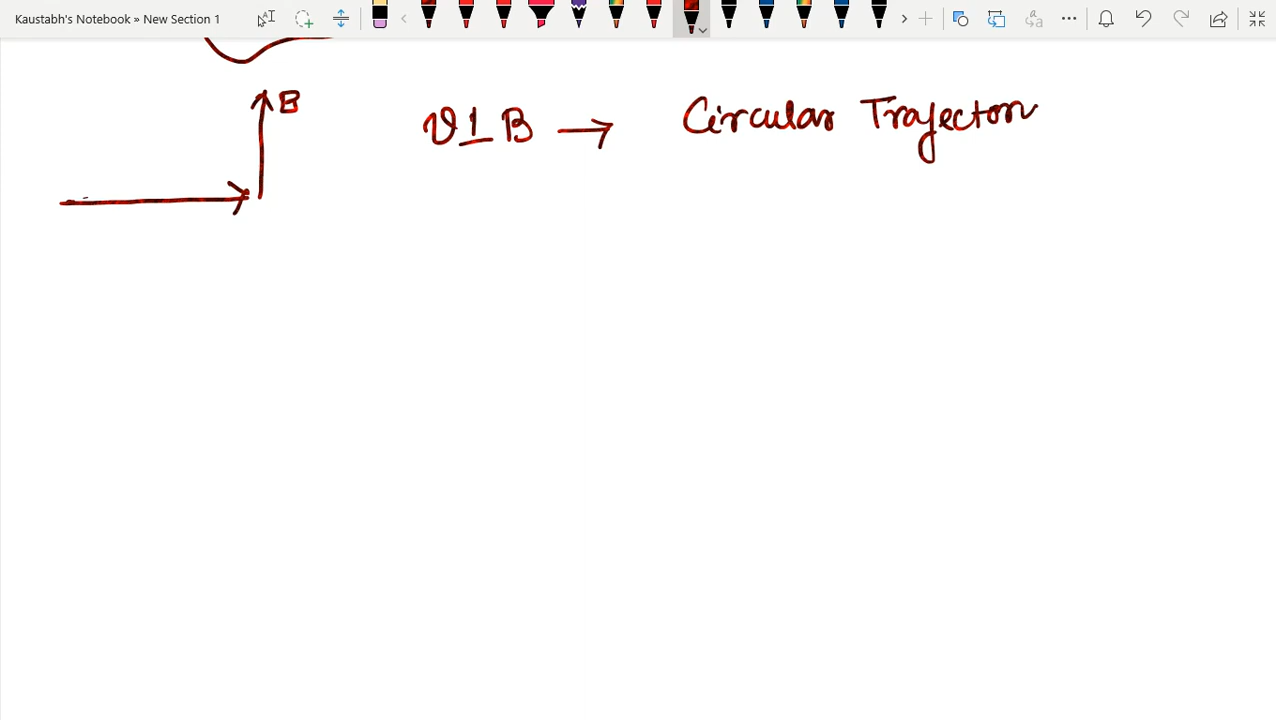 Kaustabh's Notebook » New Section 1
B
v ⊥ B → Circular Trajectory